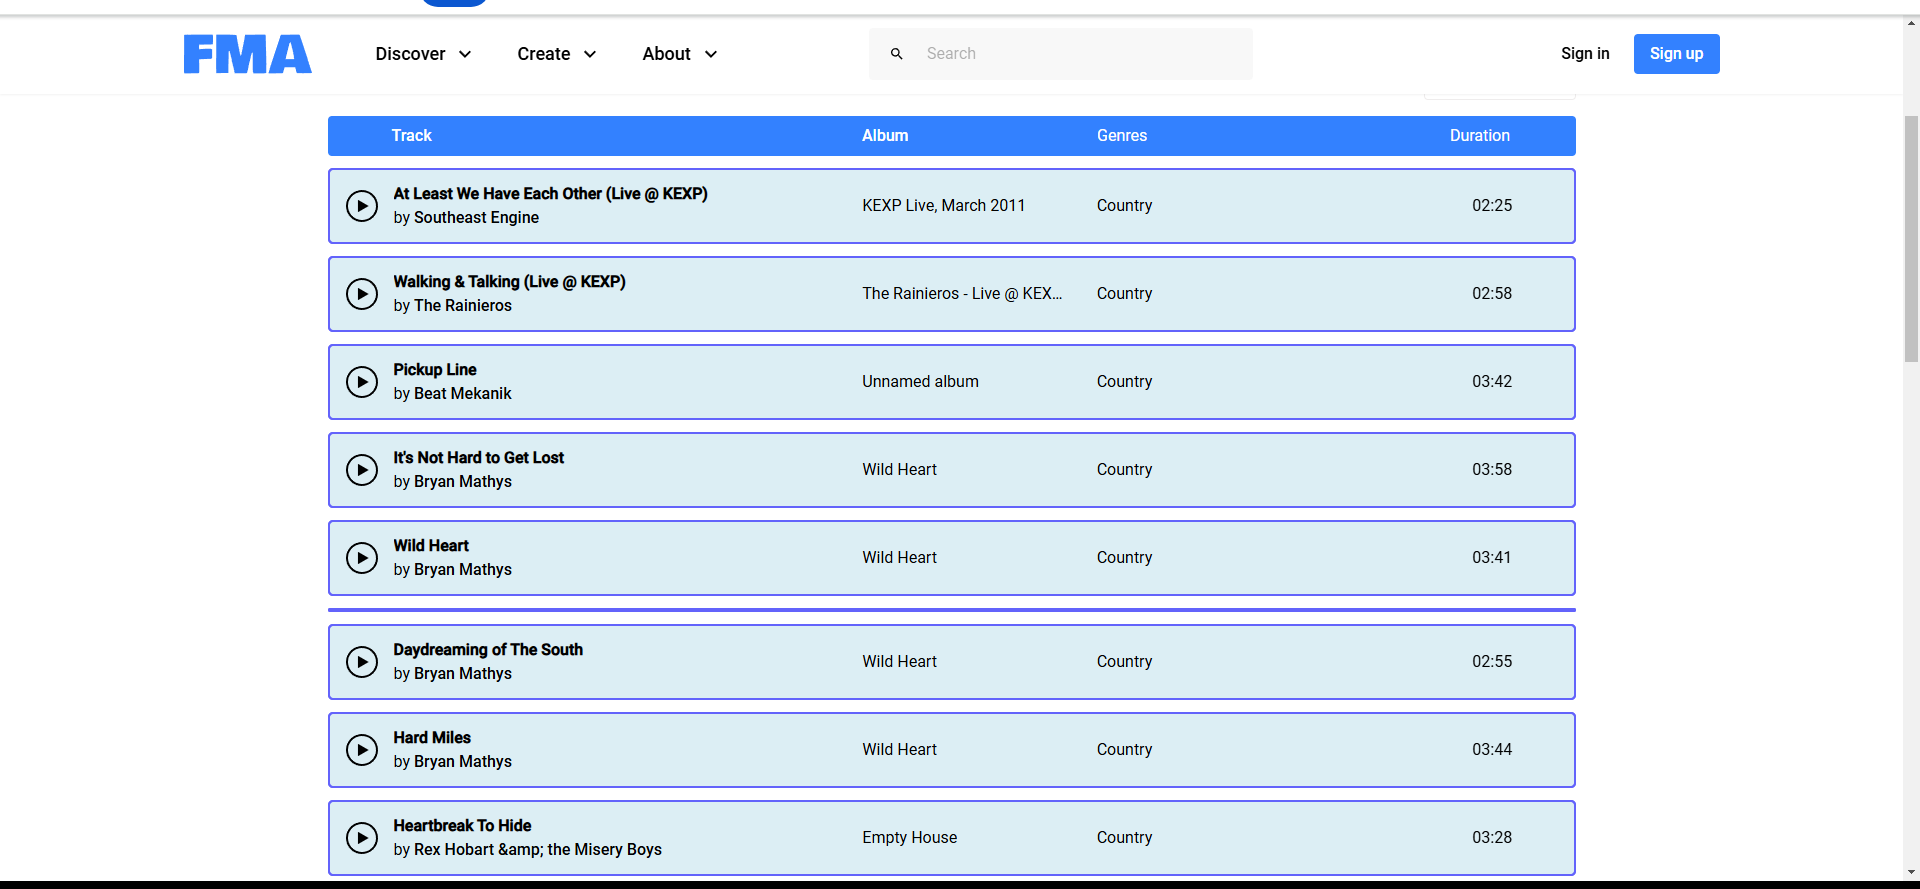 FMA Discover Create About Search Sign in Sign up
Track Album Genres Duration
At Least We Have Each Other (Live @ KEXP)
by Southeast Engine
KEXP Live, March 2011 Country 02:25
Walking & Talking (Live @ KEXP)
by The Rainieros
The Rainieros - Live @ KEX... Country 02:58
Pickup Line
by Beat Mekanik
Unnamed album Country 03:42
It's Not Hard to Get Lost
by Bryan Mathys
Wild Heart Country 03:58
Wild Heart
by Bryan Mathys
Wild Heart Country 03:41
Daydreaming of The South
by Bryan Mathys
Wild Heart Country 02:55
Hard Miles
by Bryan Mathys
Wild Heart Country 03:44
Heartbreak To Hide
by Rex Hobart &amp; the Misery Boys
Empty House Country 03:28